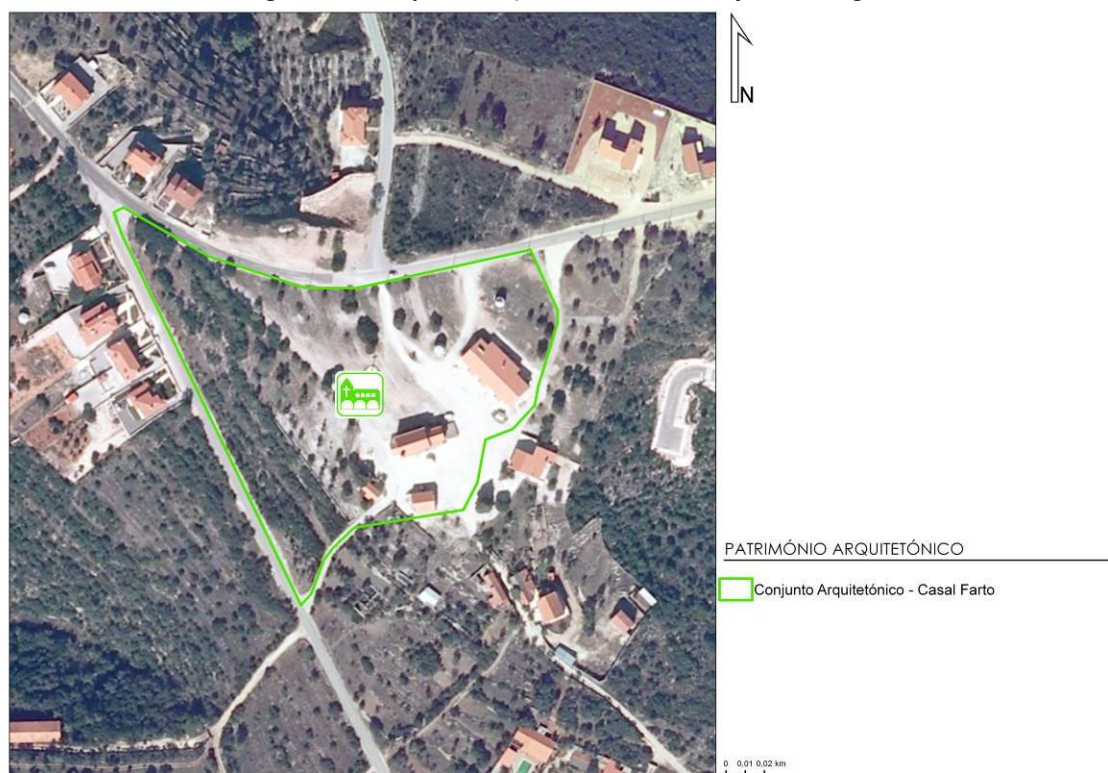 N
PATRIMÓNIO ARQUITETÓNICO
Conjunto Arquitetónico - Casal Farto
0 0,01 0,02 km